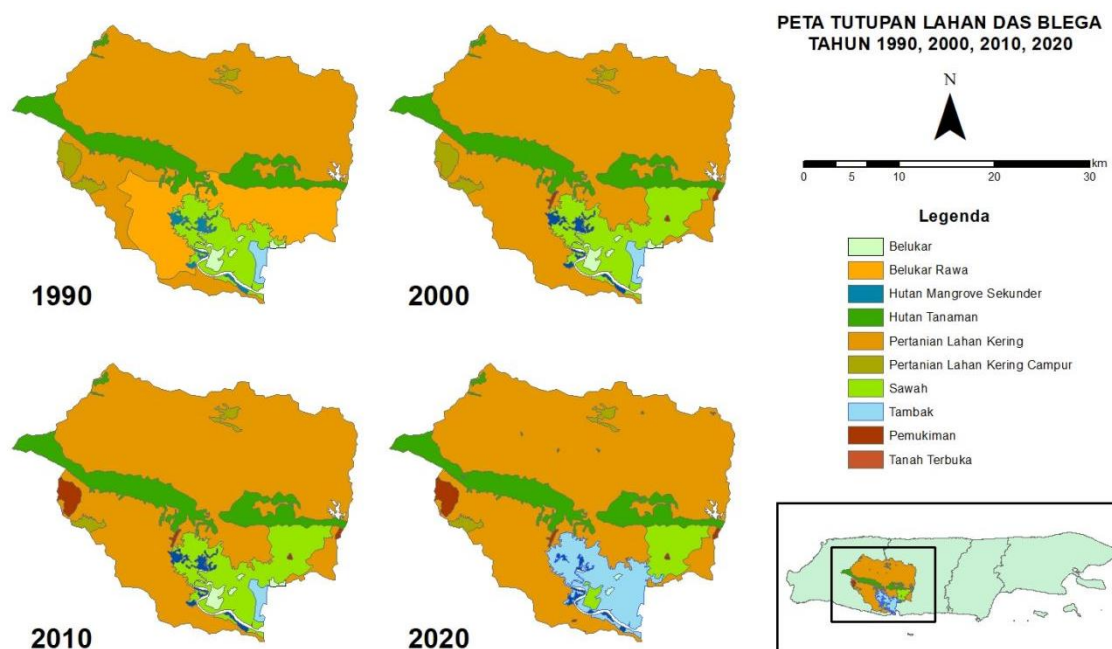 PETA TUTUPAN LAHAN DAS BLEGA
TAHUN 1990, 2000, 2010, 2020
N
km
0 5 10 20 30
Legenda
Belukar
Belukar Rawa
Hutan Mangrove Sekunder
Hutan Tanaman
Pertanian Lahan Kering
Pertanian Lahan Kering Campur
Sawah
Tambak
Pemukiman
Tanah Terbuka
1990
2000
2010
2020